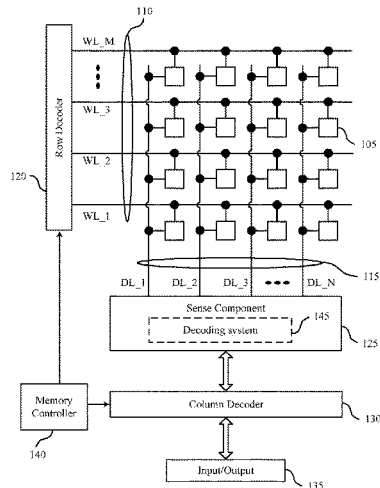 110
WL_M
Row Decoder
WL_3
105
120
WL_2
WL_1
115
DL_1 DL_2 DL_3 DL_N
Sense Component
145
Decoding system
125
Memory Controller
Column Decoder
140
130
Input/Output
135